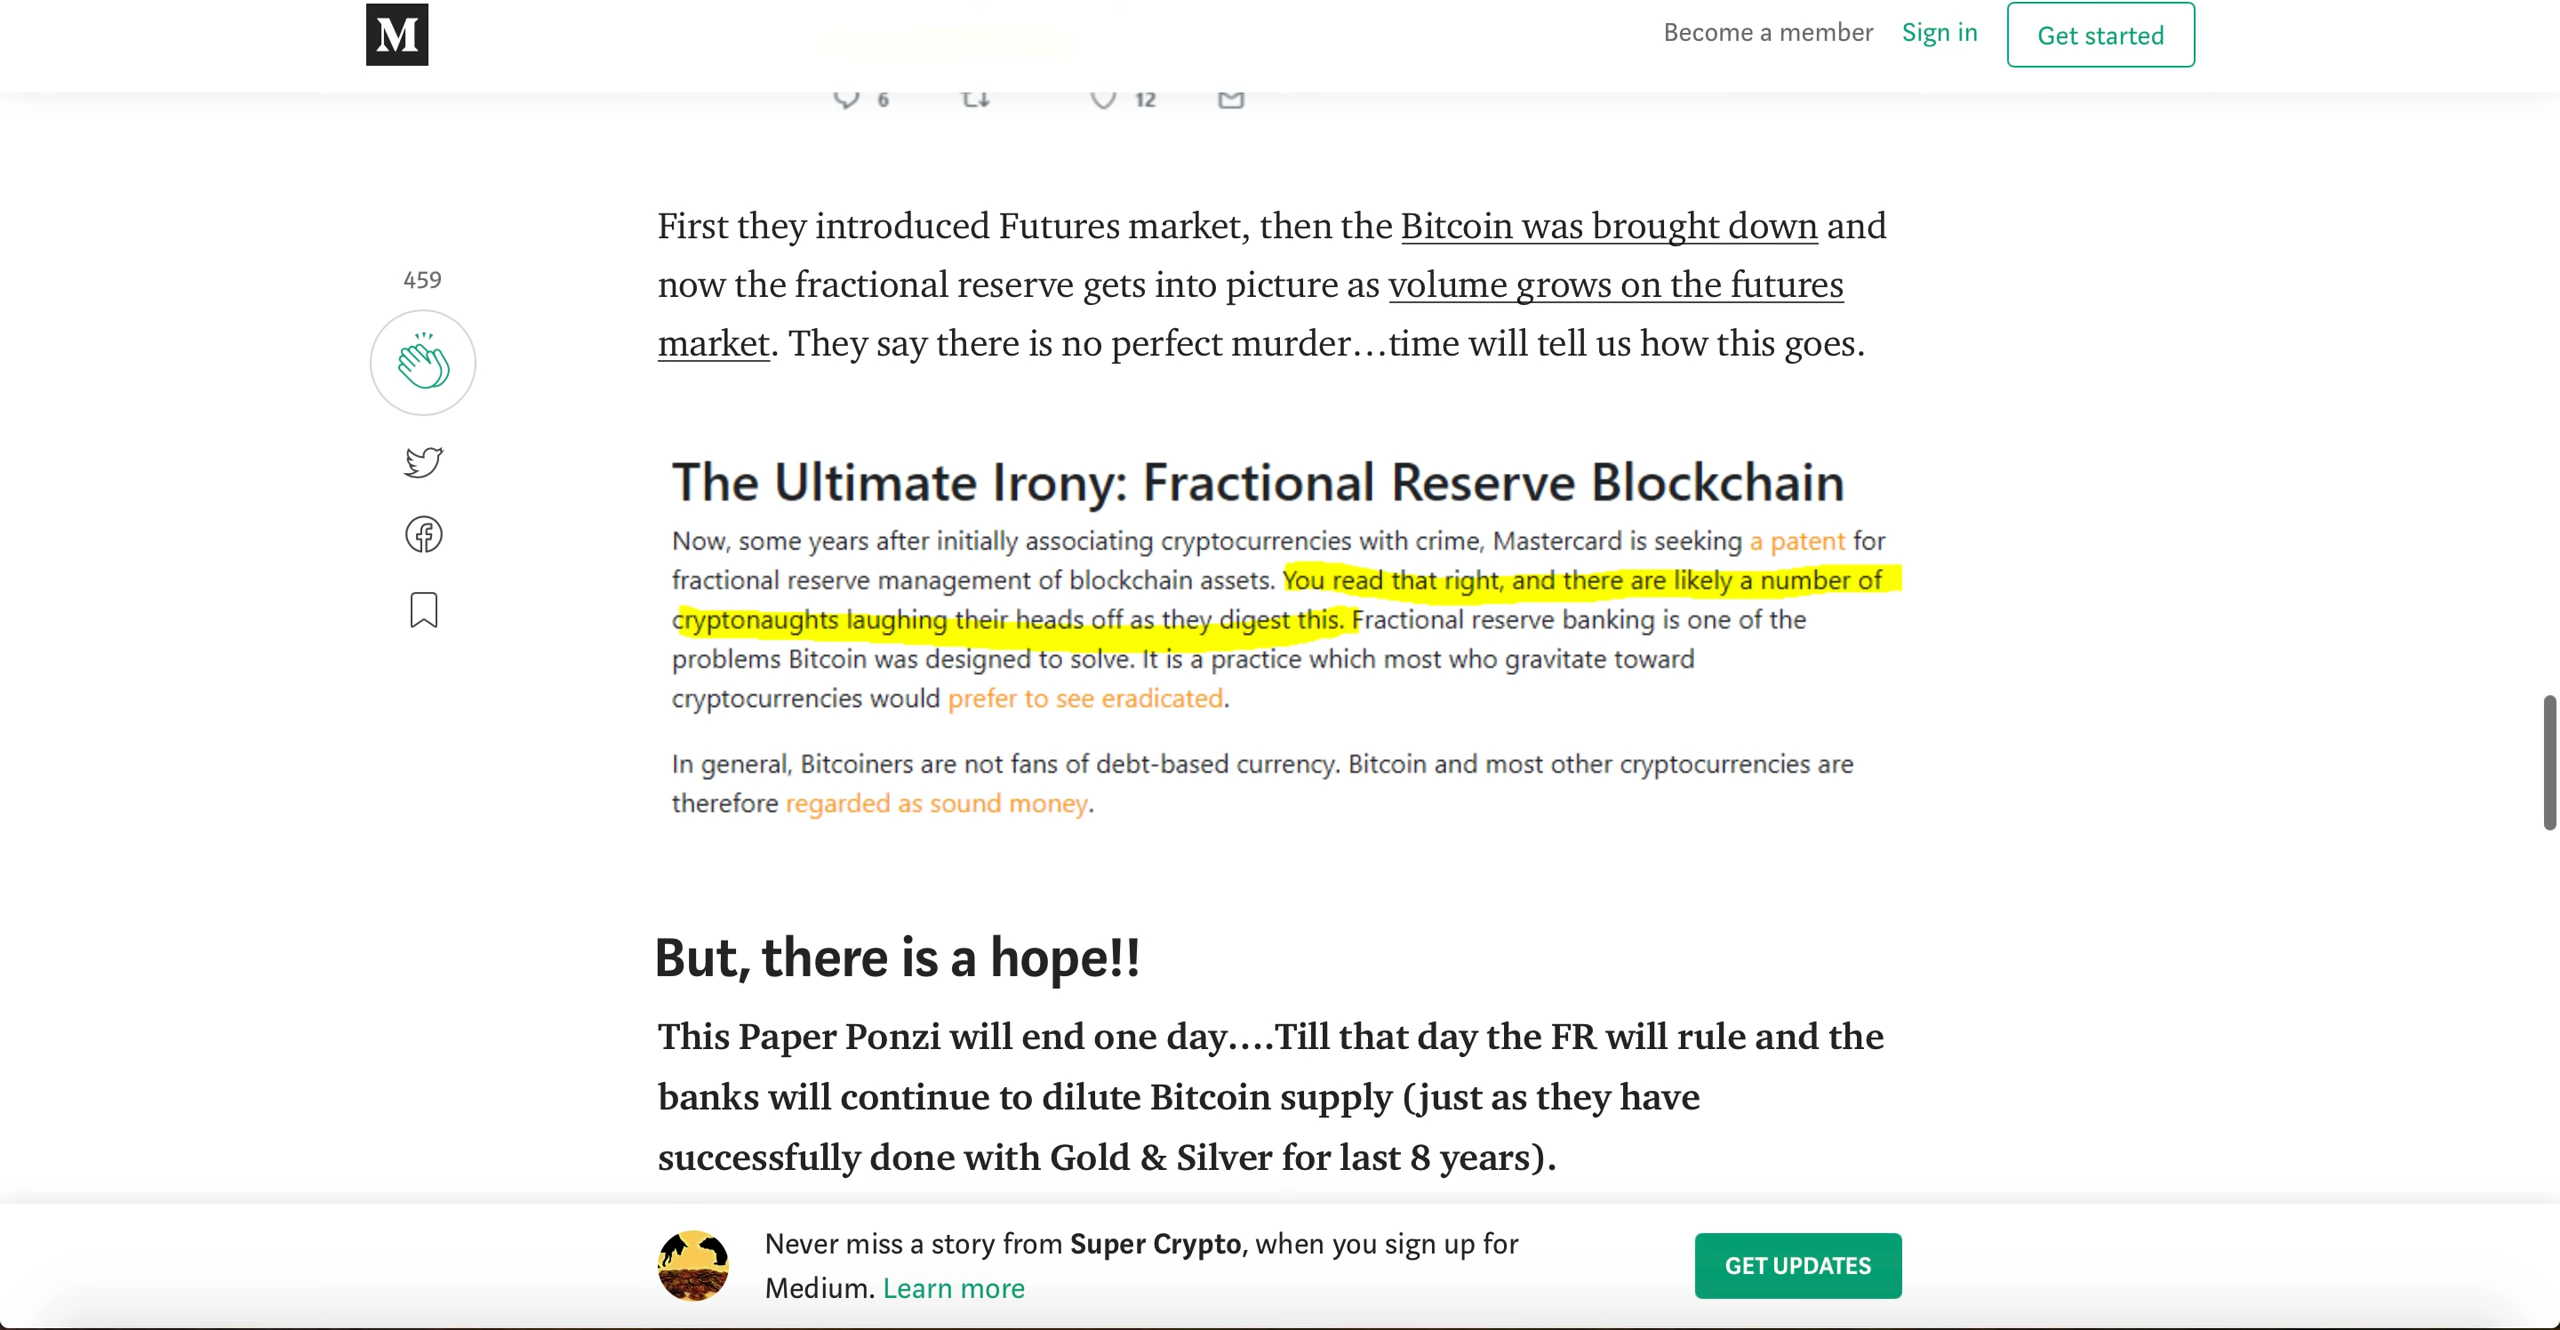 M
Become a member
Sign in
Get started
6
12
First they introduced Futures market, then the Bitcoin was brought down and
now the fractional reserve gets into picture as volume grows on the futures
market. They say there is no perfect murder…time will tell us how this goes.
459
The Ultimate Irony: Fractional Reserve Blockchain
Now, some years after initially associating cryptocurrencies with crime, Mastercard is seeking a patent for
fractional reserve management of blockchain assets. You read that right, and there are likely a number of
cryptonaughts laughing their heads off as they digest this. Fractional reserve banking is one of the
problems Bitcoin was designed to solve. It is a practice which most who gravitate toward
cryptocurrencies would prefer to see eradicated.
In general, Bitcoiners are not fans of debt-based currency. Bitcoin and most other cryptocurrencies are
therefore regarded as sound money.
But, there is a hope!!
This Paper Ponzi will end one day….Till that day the FR will rule and the
banks will continue to dilute Bitcoin supply (just as they have
successfully done with Gold & Silver for last 8 years).
Never miss a story from Super Crypto, when you sign up for
Medium. Learn more
GET UPDATES